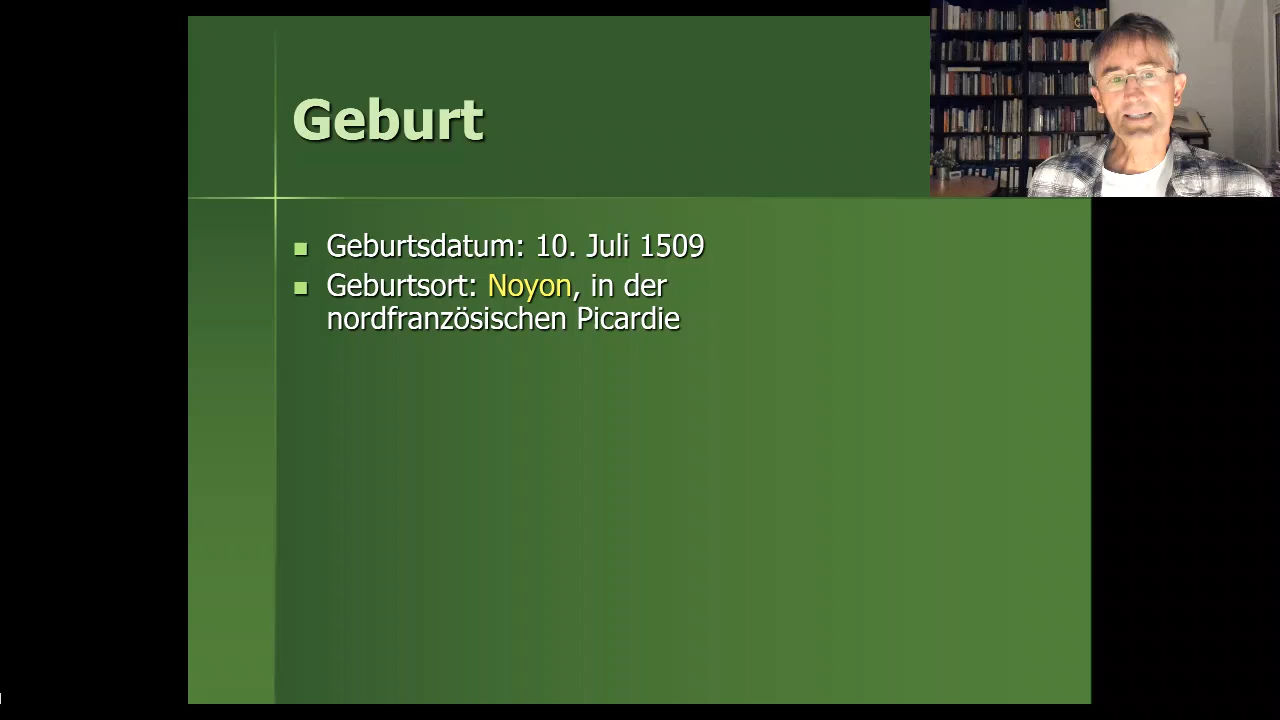 Geburt
Geburtsdatum: 10. Juli 1509
Geburtsort: Noyon, in der
nordfranzösischen Picardie